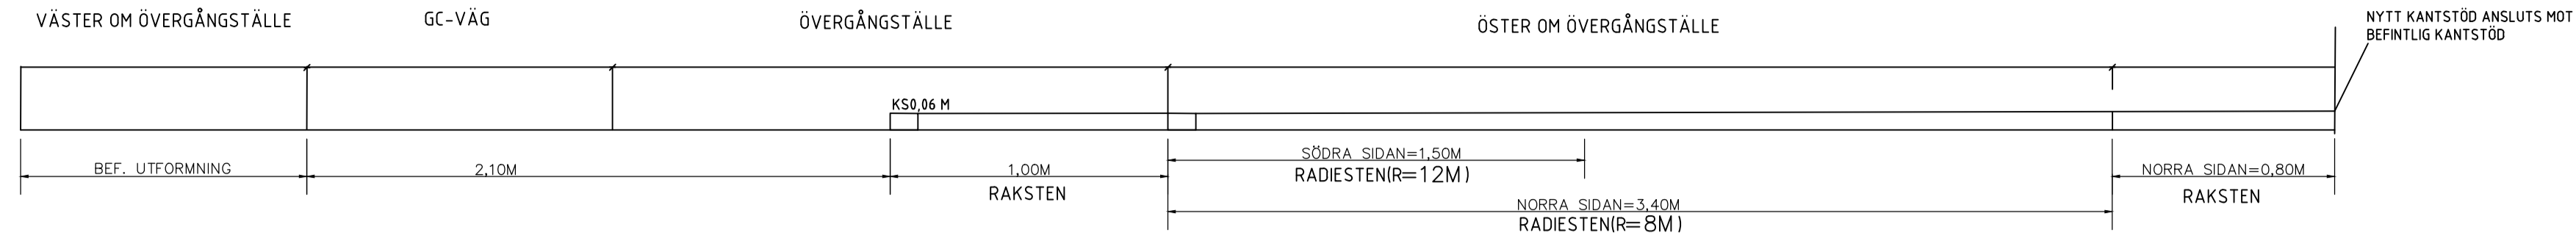 VÄSTER OM ÖVERGÅNGSTÄLLE
GC-VÄG
ÖVERGÅNGSTÄLLE
ÖSTER OM ÖVERGÅNGSTÄLLE
NYTT KANTSTÖD ANSLUTS MOT
BEFINTLIG KANTSTÖD
KS0,06 M
BEF. UTFORMNING
2,10M
1,00M
RAKSTEN
SÖDRA SIDAN=1,50M
RADIESTEN(R=12M)
NORRA SIDAN=0,80M
RAKSTEN
NORRA SIDAN=3,40M
RADIESTEN(R=8M)